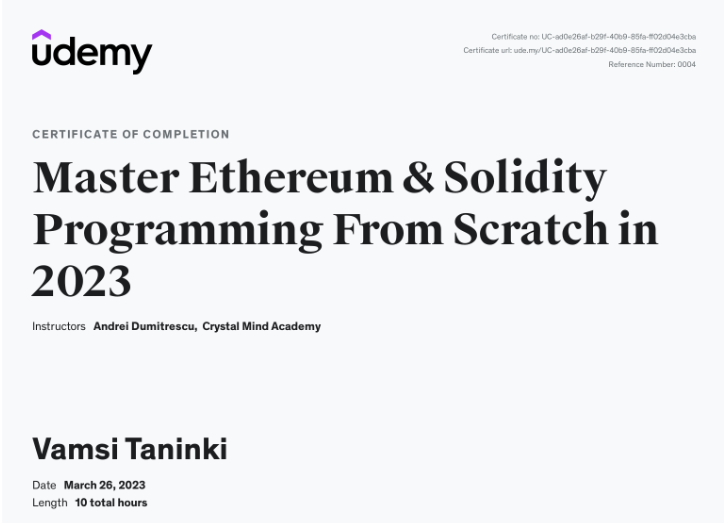 udemy
Certificate no: UC-ad0e26af-b29f-40b9-85fa-ff02d04e3cba
Certificate url: ude.my/UC-ad0e26af-b29f-40b9-85fa-ff02d04e3cba
Reference Number: 0004
CERTIFICATE OF COMPLETION
Master Ethereum & Solidity
Programming From Scratch in
2023
Instructors Andrei Dumitrescu, Crystal Mind Academy
Vamsi Taninki
Date March 26, 2023
Length 10 total hours